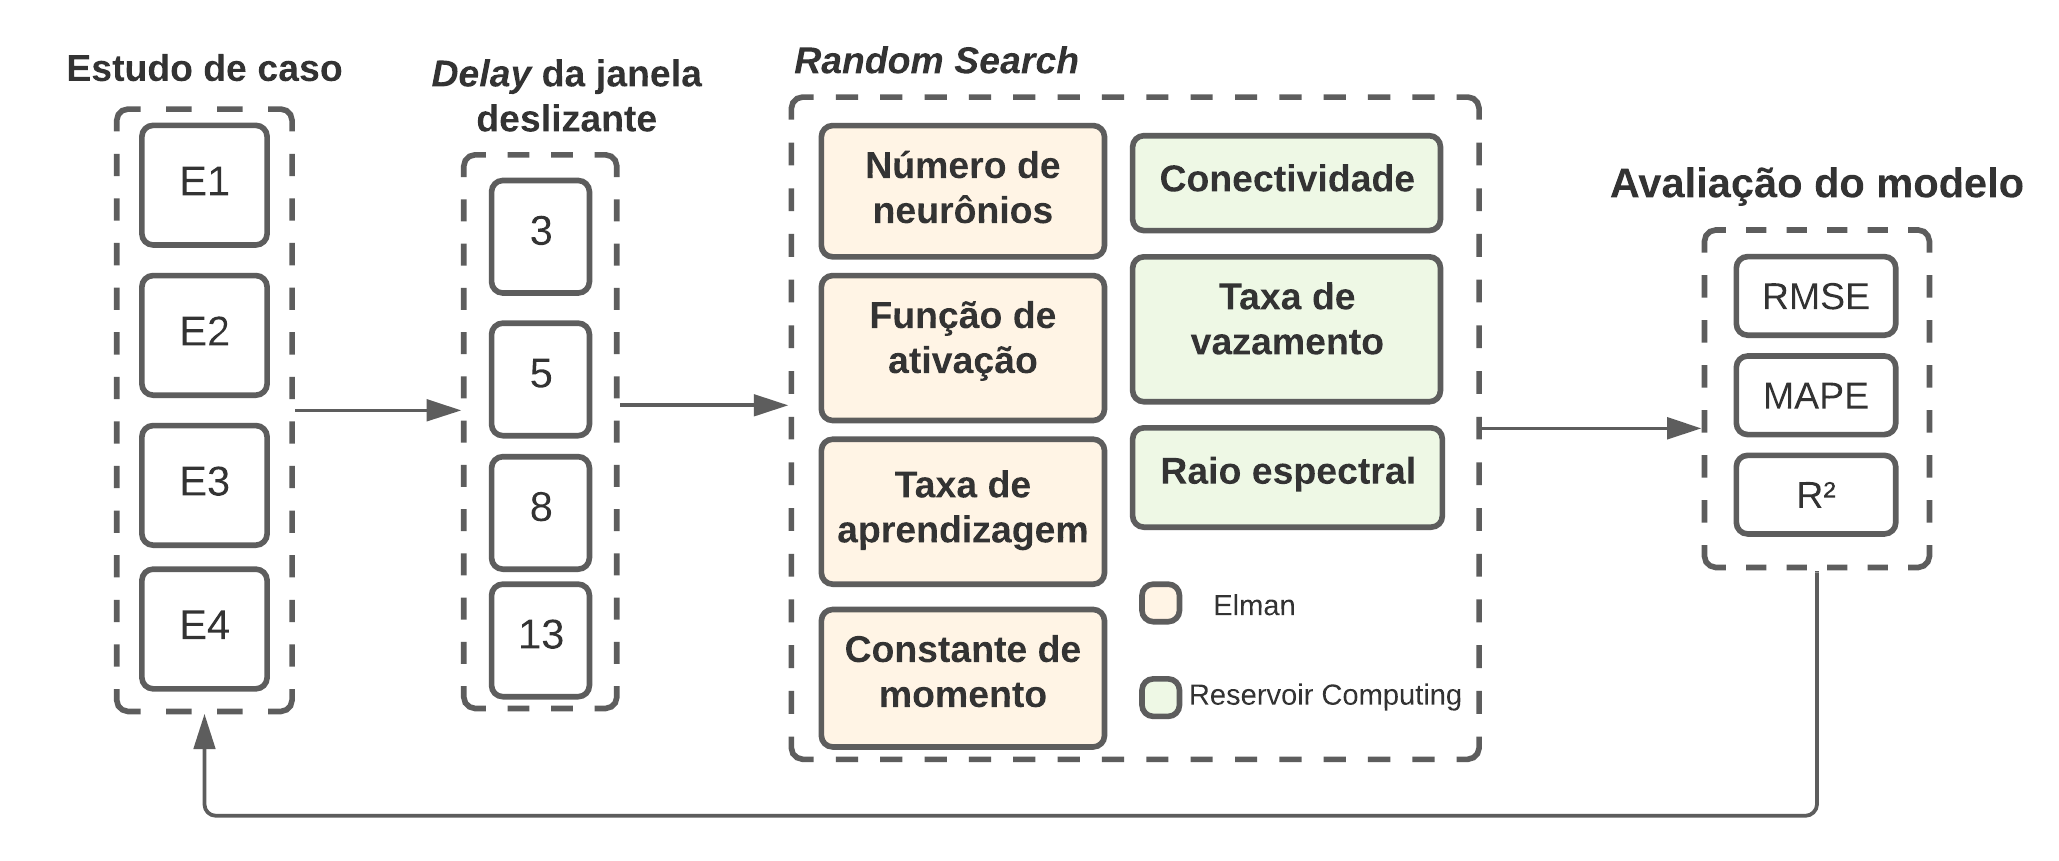 Estudo de caso
E1
E2
E3
E4
Delay da janela
deslizante
3
5
8
13
Random Search
Número de
neurônios
Função de
ativação
Taxa de
aprendizagem
Constante de
momento
Conectividade
Taxa de
vazamento
Raio espectral
Elman
Reservoir Computing
Avaliação do modelo
RMSE
MAPE
R²